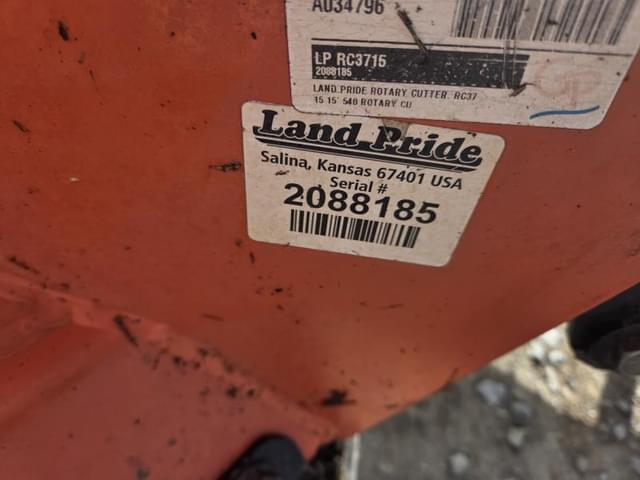 A034796
LP RC3715
2088185
LAND PRIDE ROTARY CUTTER, RC37
15 15' 540 ROTARY CU
Land Pride
Salina, Kansas 67401 USA
Serial #
2088185